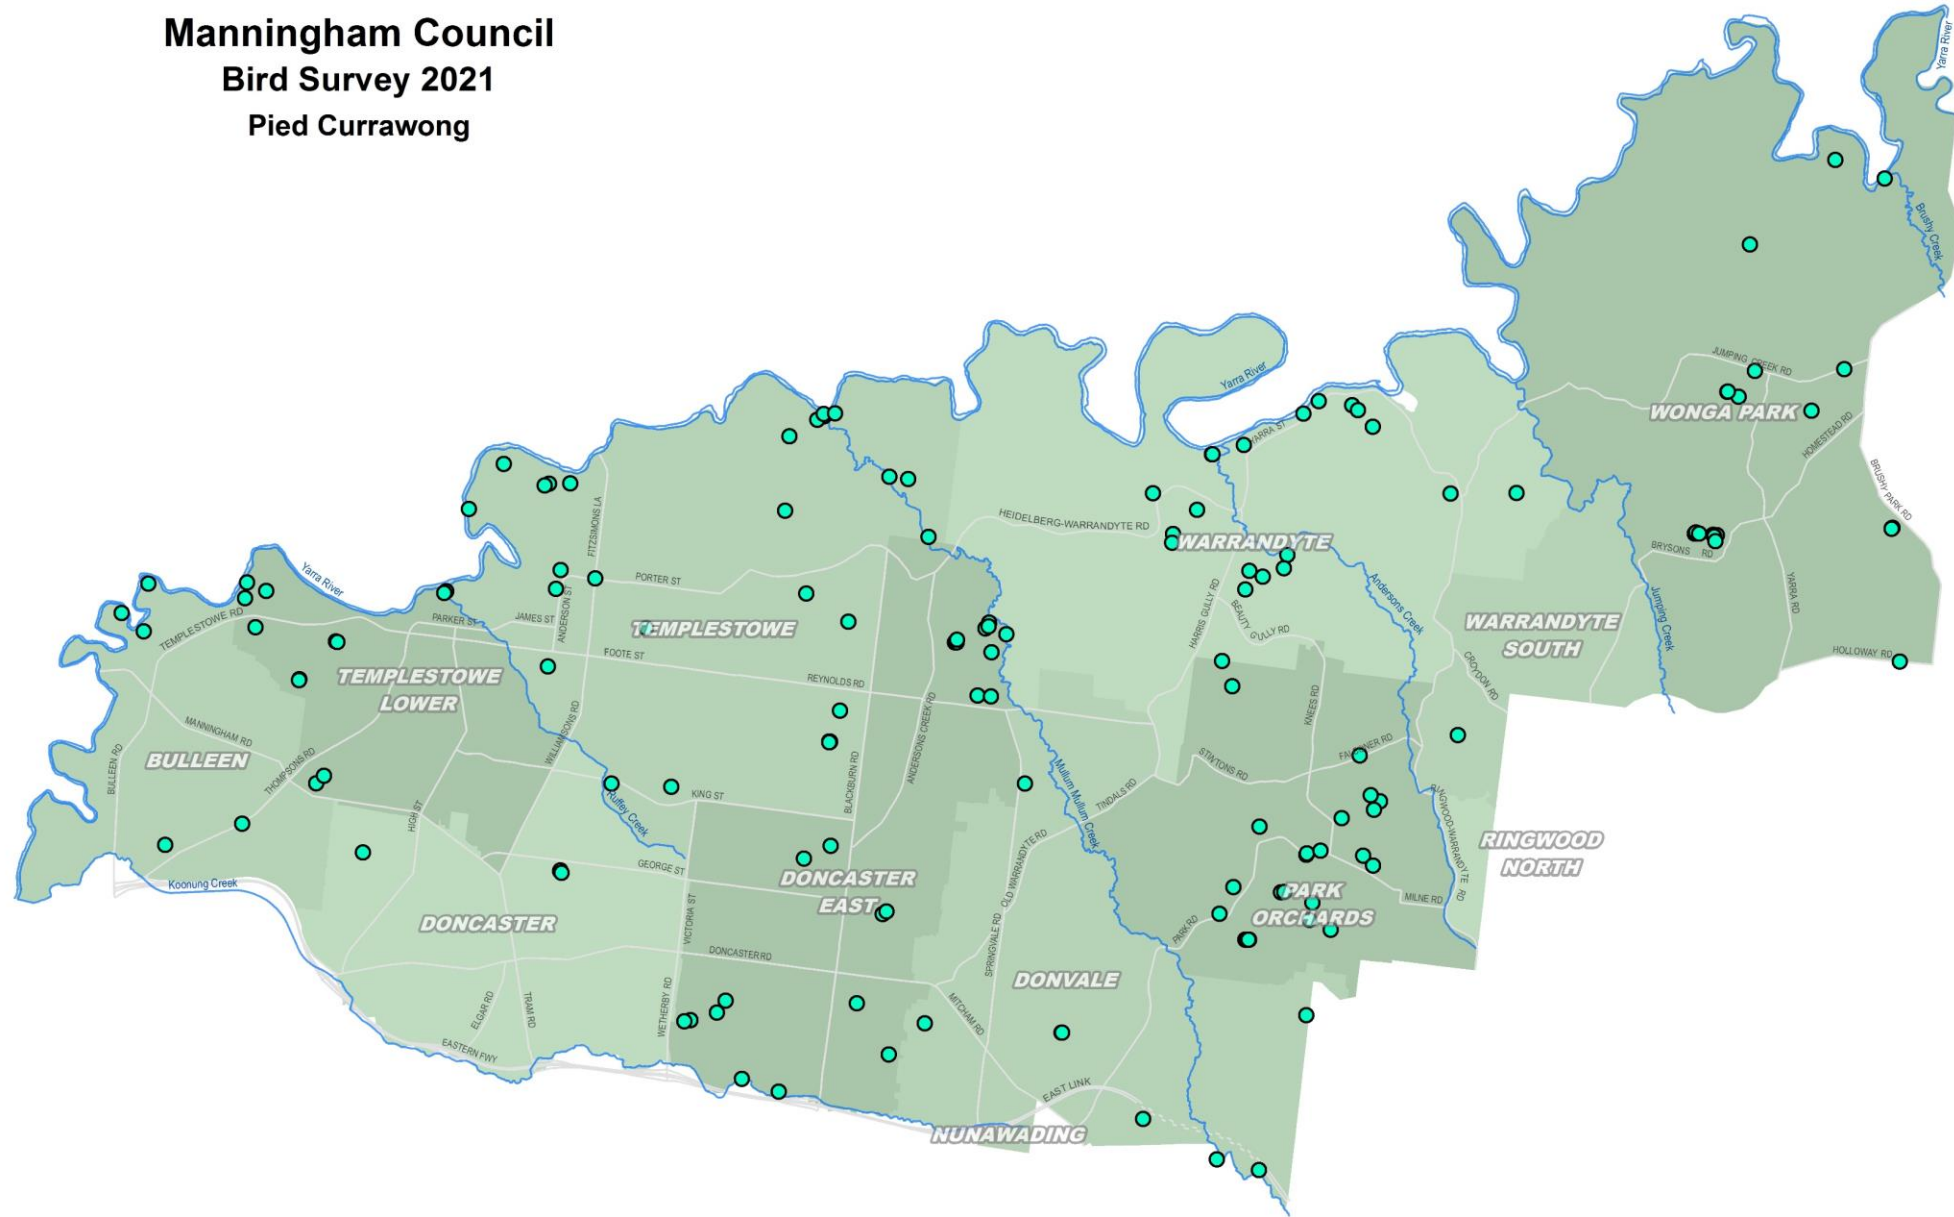 Manningham Council
Bird Survey 2021
Pied Currawong
Yarra River
Brushy Creek
JUMPING CREEK RD
WONGA PARK
HOMESTEAD RD
BRUSHY PARK RD
Yarra River
YARRA ST
HEIDELBERG-WARRANDYTE RD
WARRANDYTE
FITZSIMONS LA
BRYSONS RD
Yarra River
PORTER ST
Andersons Creek
Jumping Creek
YARRA RD
TEMPLESTOWE RD
PARKER ST
JAMES ST
ANDERSON ST
TEMPLESTOWE
HARRIS GULLY RD
BEAUTY GULLY RD
WARRANDYTE
SOUTH
HOLLOWAY RD
FOOTE ST
REYNOLDS RD
CROYDON RD
TEMPLESTOWE
LOWER
KNEES RD
MANNINGHAM RD
WILLIAMSONS RD
ANDERSONS CREEK RD
BULLEEN
BULLEEN RD
THOMPSONS RD
STINTONS RD
FALCONER RD
Mullum Mullum Creek
TINDALS RD
HIGH ST
Ruffey Creek
KING ST
BLACKBURN RD
RINGWOOD-WARRANDYTE RD
RINGWOOD
NORTH
GEORGE ST
OLD WARRANDYTE RD
Koonung Creek
DONCASTER
EAST
PARK
ORCHARDS
MILNE RD
DONCASTER
VICTORIA ST
PARK RD
DONCASTER RD
SPRINGVALE RD
DONVALE
ELGAR RD
TRAM RD
WETHERBY RD
MITCHAM RD
EASTERN FWY
EAST LINK
NUNAWADING